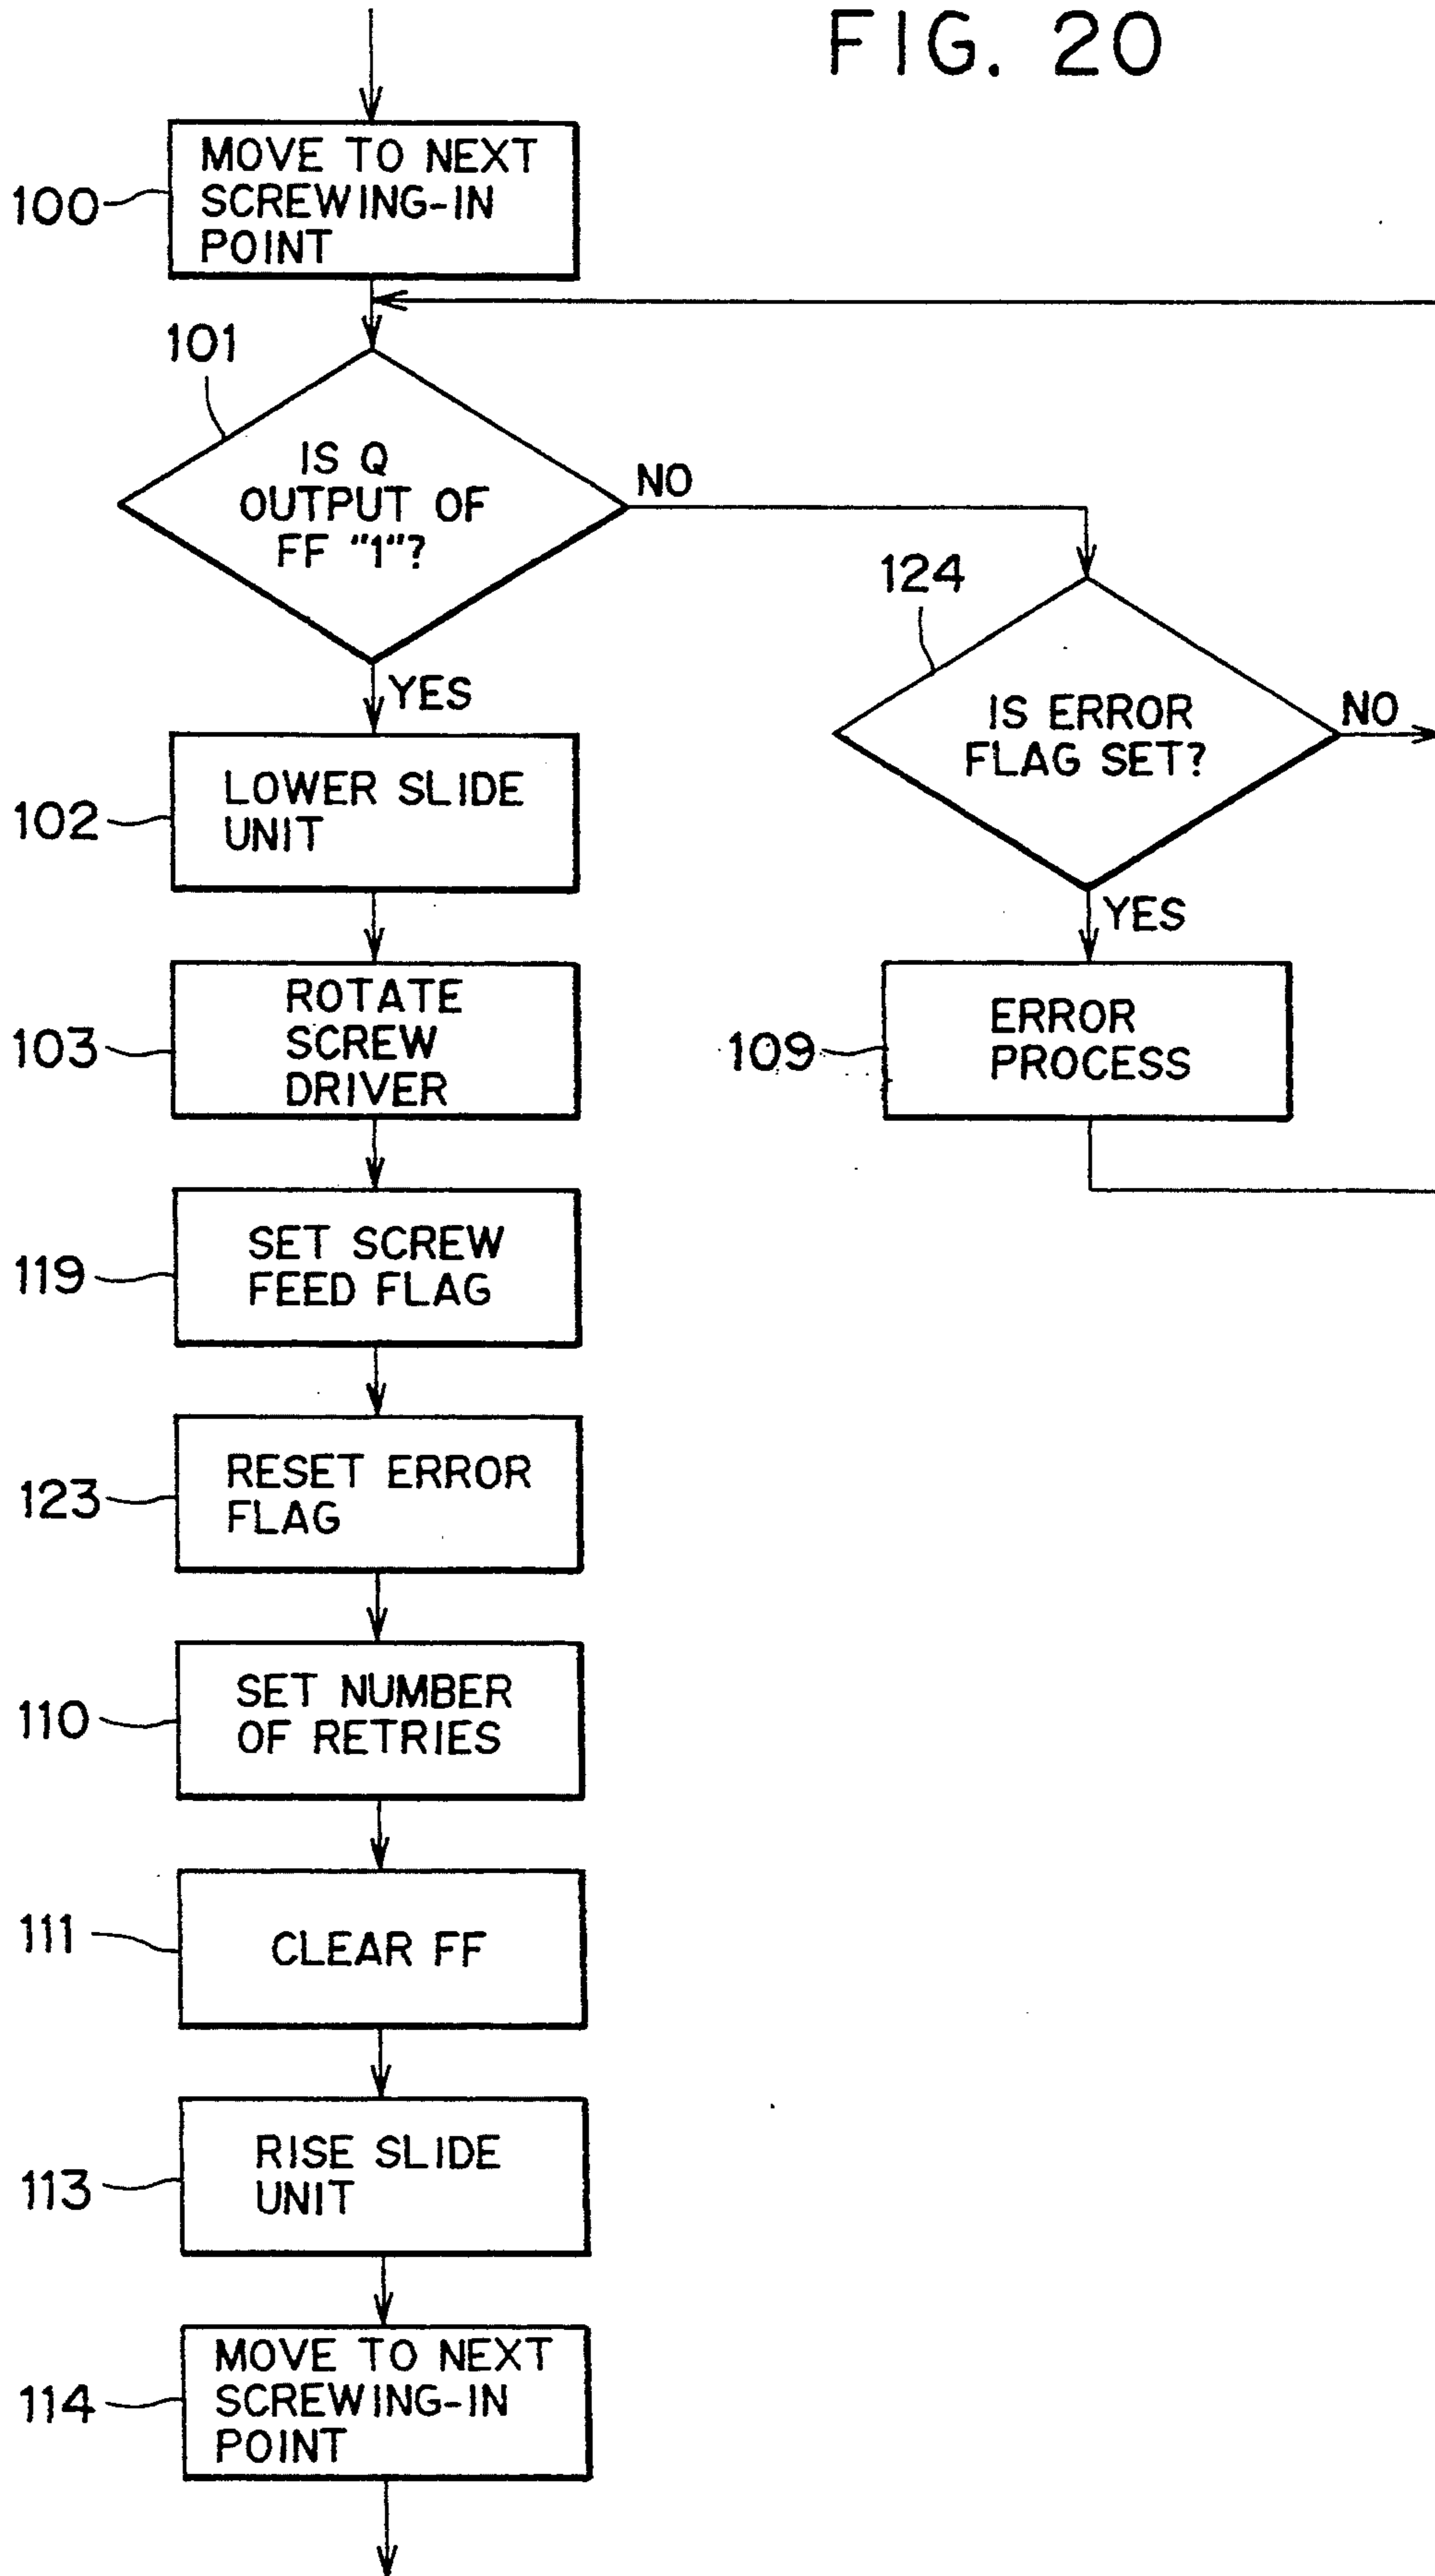 FIG. 20
MOVE TO NEXT
SCREWING-IN
POINT
100
101
IS Q
OUTPUT OF
FF "1"?
NO
YES
124
IS ERROR
FLAG SET?
NO
YES
102
LOWER SLIDE
UNIT
103
ROTATE
SCREW
DRIVER
109
ERROR
PROCESS
119
SET SCREW
FEED FLAG
123
RESET ERROR
FLAG
110
SET NUMBER
OF RETRIES
111
CLEAR FF
113
RISE SLIDE
UNIT
114
MOVE TO NEXT
SCREWING-IN
POINT